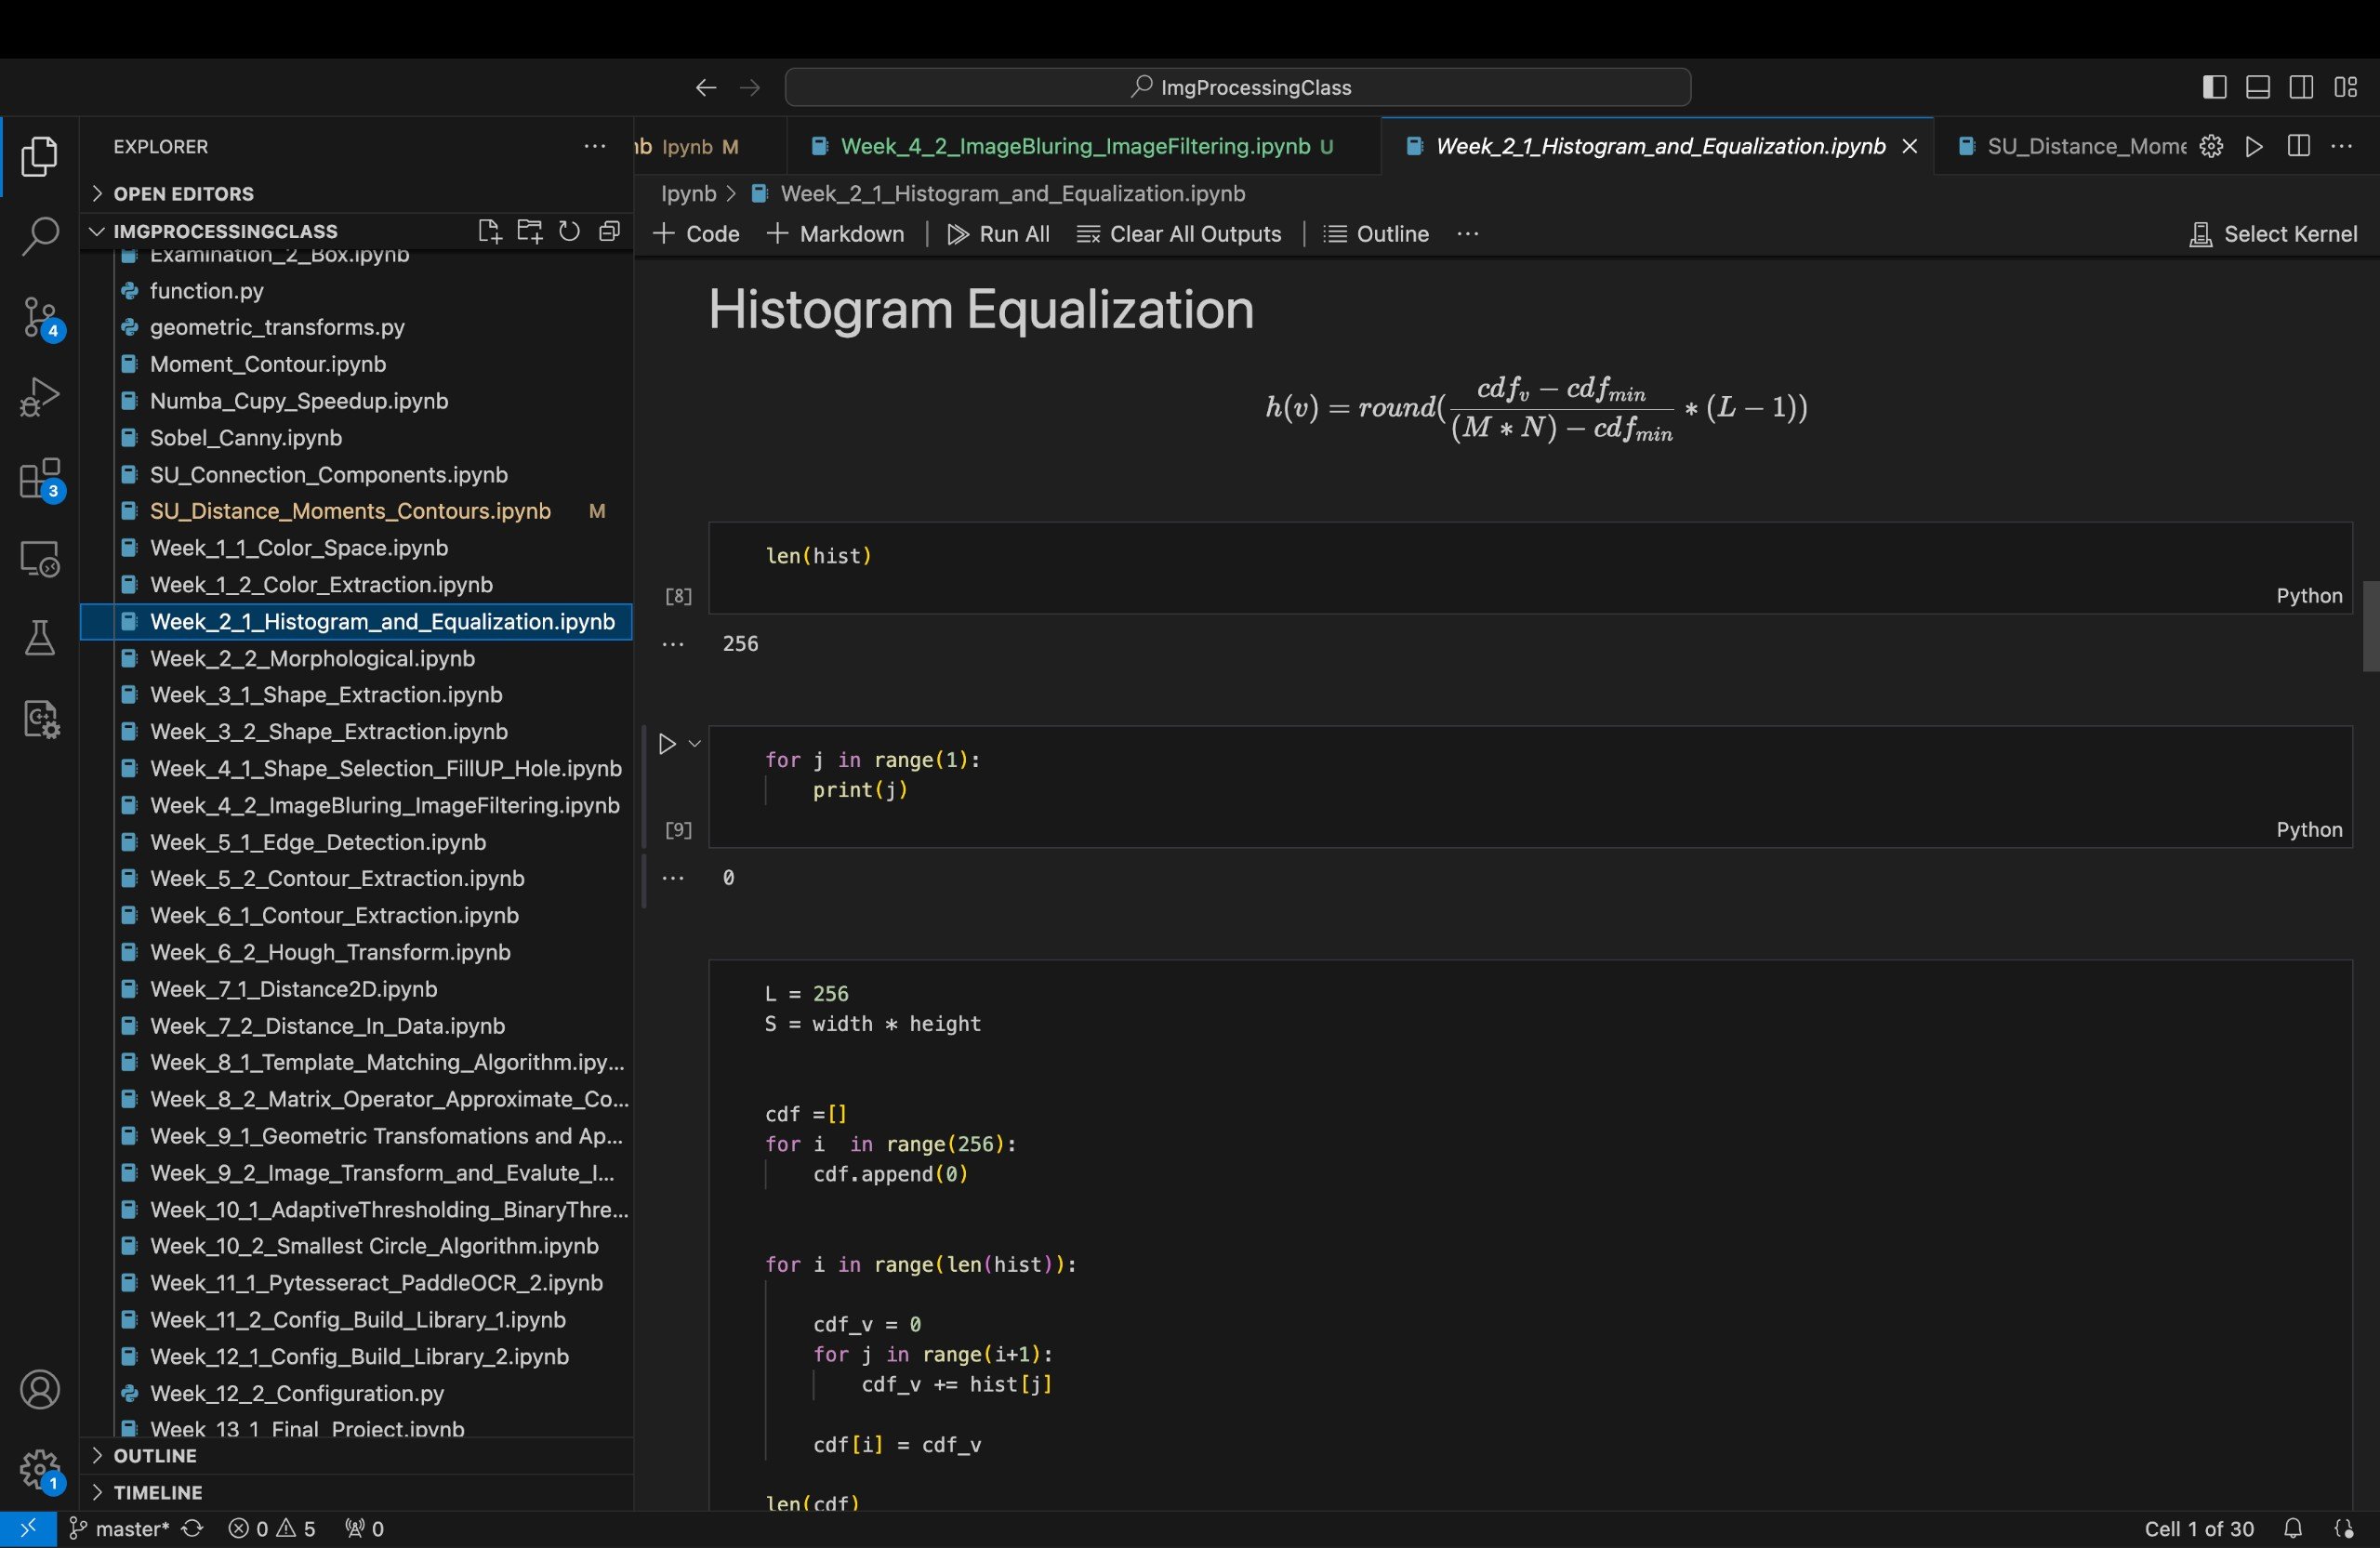 ImgProcessingClass
EXPLORER
nb Ipynb M
Week_4_2_ImageBluring_ImageFiltering.ipynb U
Week_2_1_Histogram_and_Equalization.ipynb
SU_Distance_Mome
OPEN EDITORS
Ipynb > Week_2_1_Histogram_and_Equalization.ipynb
IMGPROCESSINGCLASS
+ Code + Markdown | Run All Clear All Outputs | Outline ... Select Kernel
Examination_2_Box.ipynb
function.py
geometric_transforms.py
Moment_Contour.ipynb
Numba_Cupy_Speedup.ipynb
Sobel_Canny.ipynb
SU_Connection_Components.ipynb
SU_Distance_Moments_Contours.ipynb M
Week_1_1_Color_Space.ipynb
Week_1_2_Color_Extraction.ipynb
Week_2_1_Histogram_and_Equalization.ipynb
Week_2_2_Morphological.ipynb
Week_3_1_Shape_Extraction.ipynb
Week_3_2_Shape_Extraction.ipynb
Week_4_1_Shape_Selection_FillUP_Hole.ipynb
Week_4_2_ImageBluring_ImageFiltering.ipynb
Week_5_1_Edge_Detection.ipynb
Week_5_2_Contour_Extraction.ipynb
Week_6_1_Contour_Extraction.ipynb
Week_6_2_Hough_Transform.ipynb
Week_7_1_Distance2D.ipynb
Week_7_2_Distance_In_Data.ipynb
Week_8_1_Template_Matching_Algorithm.ipy...
Week_8_2_Matrix_Operator_Approximate_Co...
Week_9_1_Geometric Transfomations and Ap...
Week_9_2_Image_Transform_and_Evalute_I...
Week_10_1_AdaptiveThresholding_BinaryThre...
Week_10_2_Smallest Circle_Algorithm.ipynb
Week_11_1_Pytesseract_PaddleOCR_2.ipynb
Week_11_2_Config_Build_Library_1.ipynb
Week_12_1_Config_Build_Library_2.ipynb
Week_12_2_Configuration.py
Week_13_1_Final_Project.ipynb
OUTLINE
TIMELINE
4
3
1
Histogram Equalization
h(v) = round( (cdf_v − cdf_min) / ((M ∗ N) − cdf_min) ∗ (L − 1))
len(hist)
[8] Python
... 256
for j in range(1):
    print(j)
[9] Python
... 0
L = 256
S = width * height
cdf =[]
for i  in range(256):
    cdf.append(0)
for i in range(len(hist)):
    cdf_v = 0
    for j in range(i+1):
        cdf_v += hist[j]
    cdf[i] = cdf_v
len(cdf)
master* 0 5 0 Cell 1 of 30